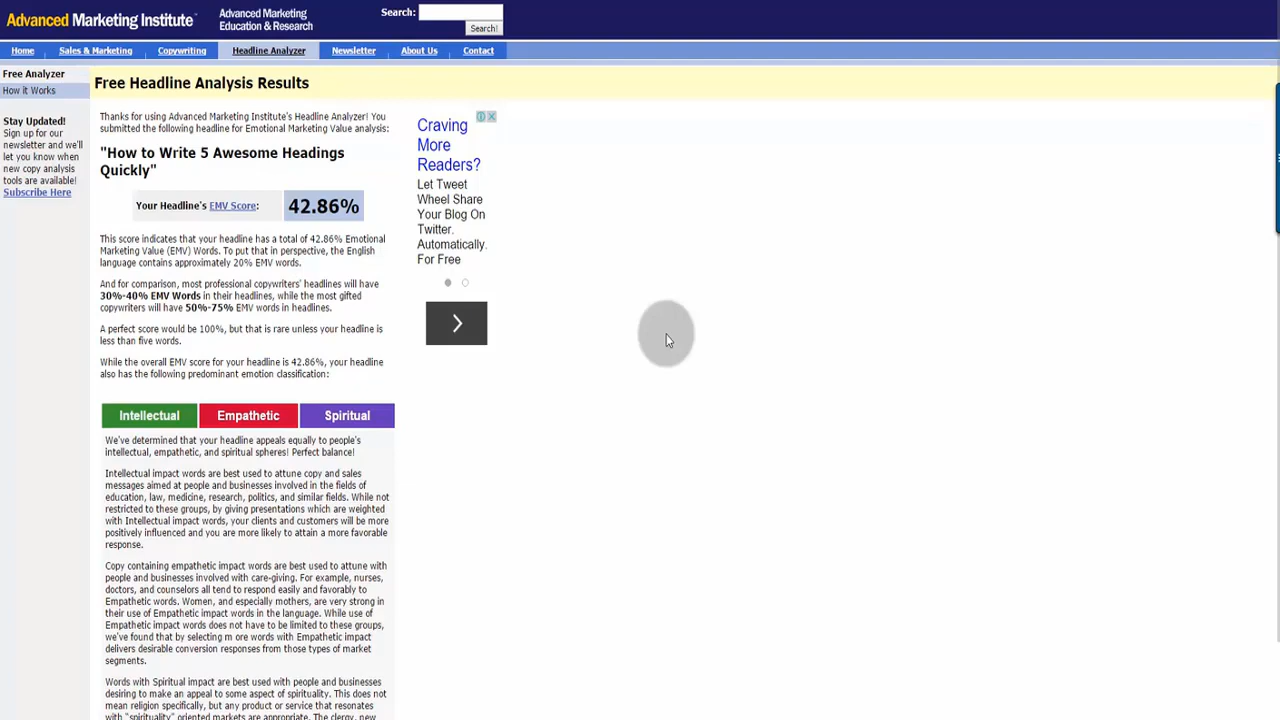 Advanced Marketing Institute
Advanced Marketing
Education & Research
Search:
Search!
Home
Sales & Marketing
Copywriting
Headline Analyzer
Newsletter
About Us
Contact
Free Analyzer
How it Works
Stay Updated!
Sign up for our
newsletter and we'll
let you know when
new copy analysis
tools are available!
Subscribe Here
Free Headline Analysis Results
Thanks for using Advanced Marketing Institute's Headline Analyzer! You
submitted the following headline for Emotional Marketing Value analysis:
"How to Write 5 Awesome Headings
Quickly"
Your Headline's EMV Score:
42.86%
This score indicates that your headline has a total of 42.86% Emotional
Marketing Value (EMV) Words. To put that in perspective, the English
language contains approximately 20% EMV words.
And for comparison, most professional copywriters' headlines will have
30%-40% EMV Words in their headlines, while the most gifted
copywriters will have 50%-75% EMV words in headlines.
A perfect score would be 100%, but that is rare unless your headline is
less than five words.
While the overall EMV score for your headline is 42.86%, your headline
also has the following predominant emotion classification:
Intellectual
Empathetic
Spiritual
We've determined that your headline appeals equally to people's
intellectual, empathetic, and spiritual spheres! Perfect balance!
Intellectual impact words are best used to attune copy and sales
messages aimed at people and businesses involved in the fields of
education, law, medicine, research, politics, and similar fields. While not
restricted to these groups, by giving presentations which are weighted
with Intellectual impact words, your clients and customers will be more
positively influenced and you are more likely to attain a more favorable
response.
Copy containing empathetic impact words are best used to attune with
people and businesses involved with care-giving. For example, nurses,
doctors, and counselors all tend to respond easily and favorably to
Empathetic words. Women, and especially mothers, are very strong in
their use of Empathetic impact words in the language. While use of
Empathetic impact words does not have to be limited to these groups,
we've found that by selecting m ore words with Empathetic impact
delivers desirable conversion responses from those types of market
segments.
Words with Spiritual impact are best used with people and businesses
desiring to make an appeal to some aspect of spirituality. This does not
mean religion specifically, but any product or service that resonates
with "spirituality" oriented markets are appropriate. The clergy, new
Craving
More
Readers?
Let Tweet
Wheel Share
Your Blog On
Twitter.
Automatically.
For Free